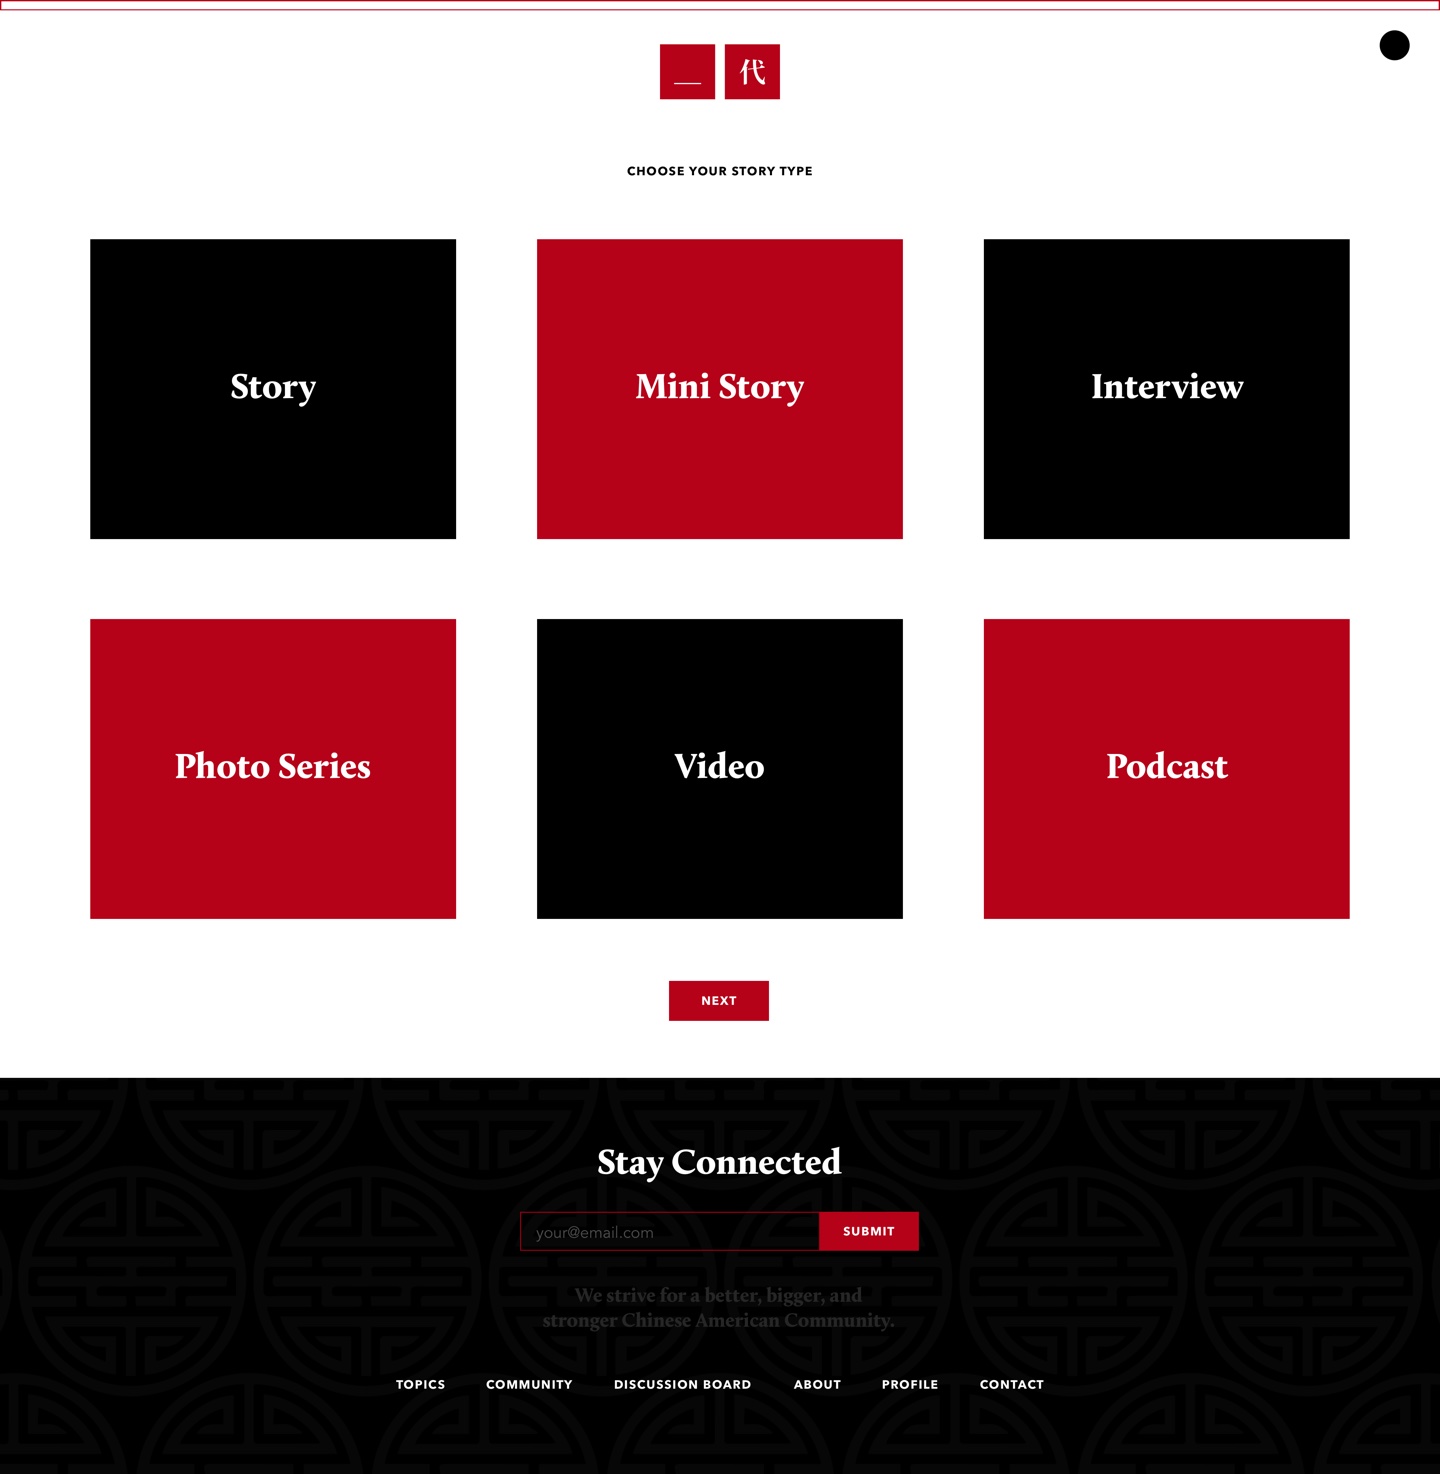 一代
CHOOSE YOUR STORY TYPE
Story
Mini Story
Interview
Photo Series
Video
Podcast
NEXT
Stay Connected
your@email.com
SUBMIT
We strive for a better, bigger, and
stronger Chinese American Community.
TOPICS
COMMUNITY
DISCUSSION BOARD
ABOUT
PROFILE
CONTACT